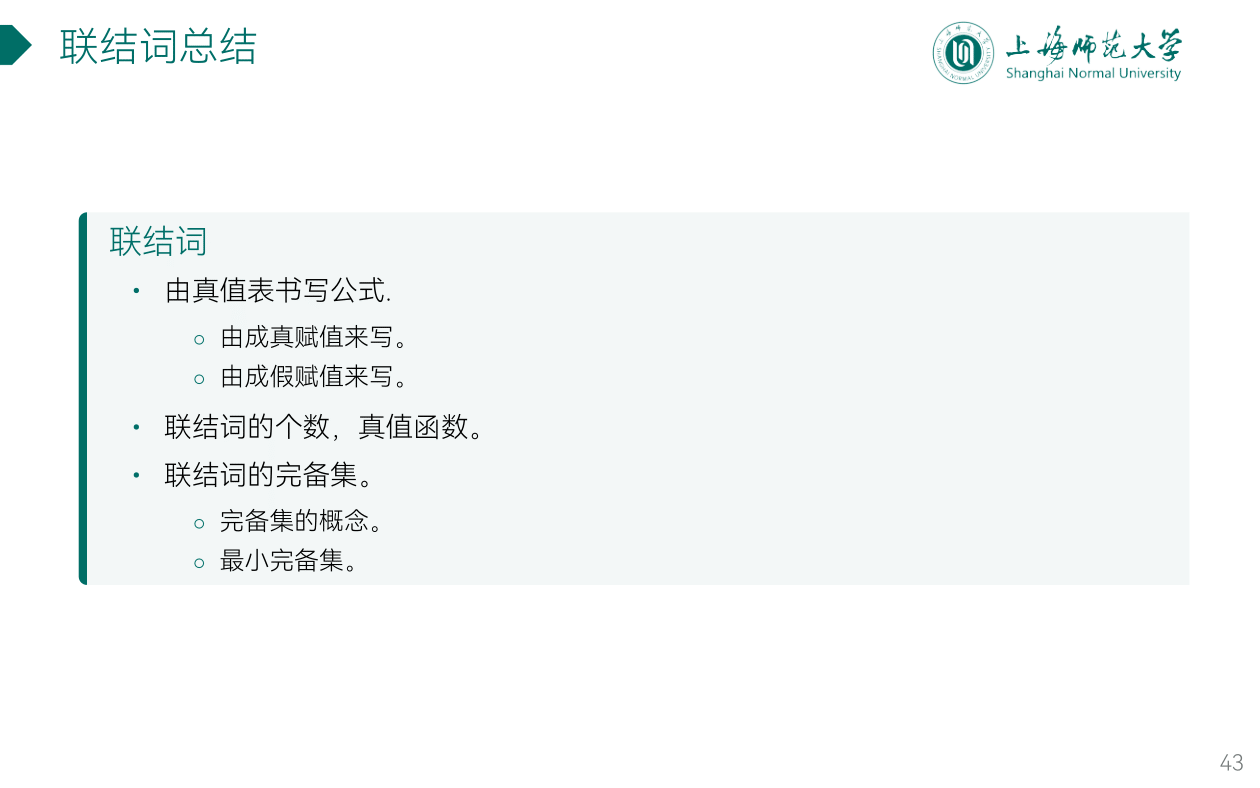 联结词总结
上海师范大学
Shanghai Normal University
联结词
• 由真值表书写公式.
○ 由成真赋值来写。
○ 由成假赋值来写。
• 联结词的个数，真值函数。
• 联结词的完备集。
○ 完备集的概念。
○ 最小完备集。
43